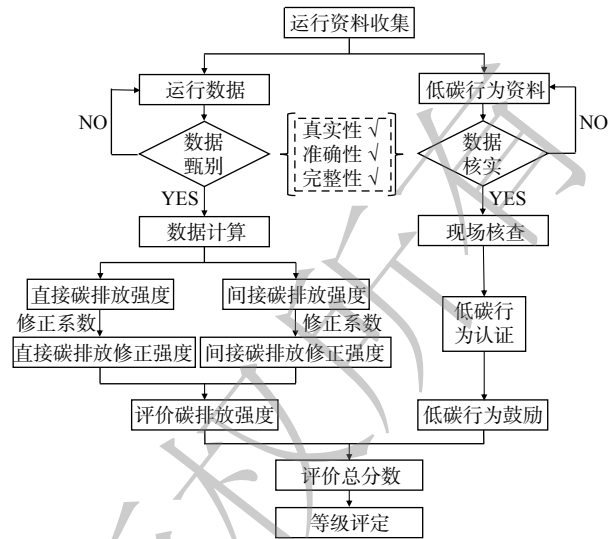 运行资料收集
运行数据
低碳行为资料
NO
NO
数据
甄别
真实性 √
准确性 √
完整性 √
数据
核实
YES
YES
数据计算
现场核查
直接碳排放强度
间接碳排放强度
修正系数
修正系数
低碳行
为认证
直接碳排放修正强度
间接碳排放修正强度
评价碳排放强度
低碳行为鼓励
评价总分数
等级评定
权所有